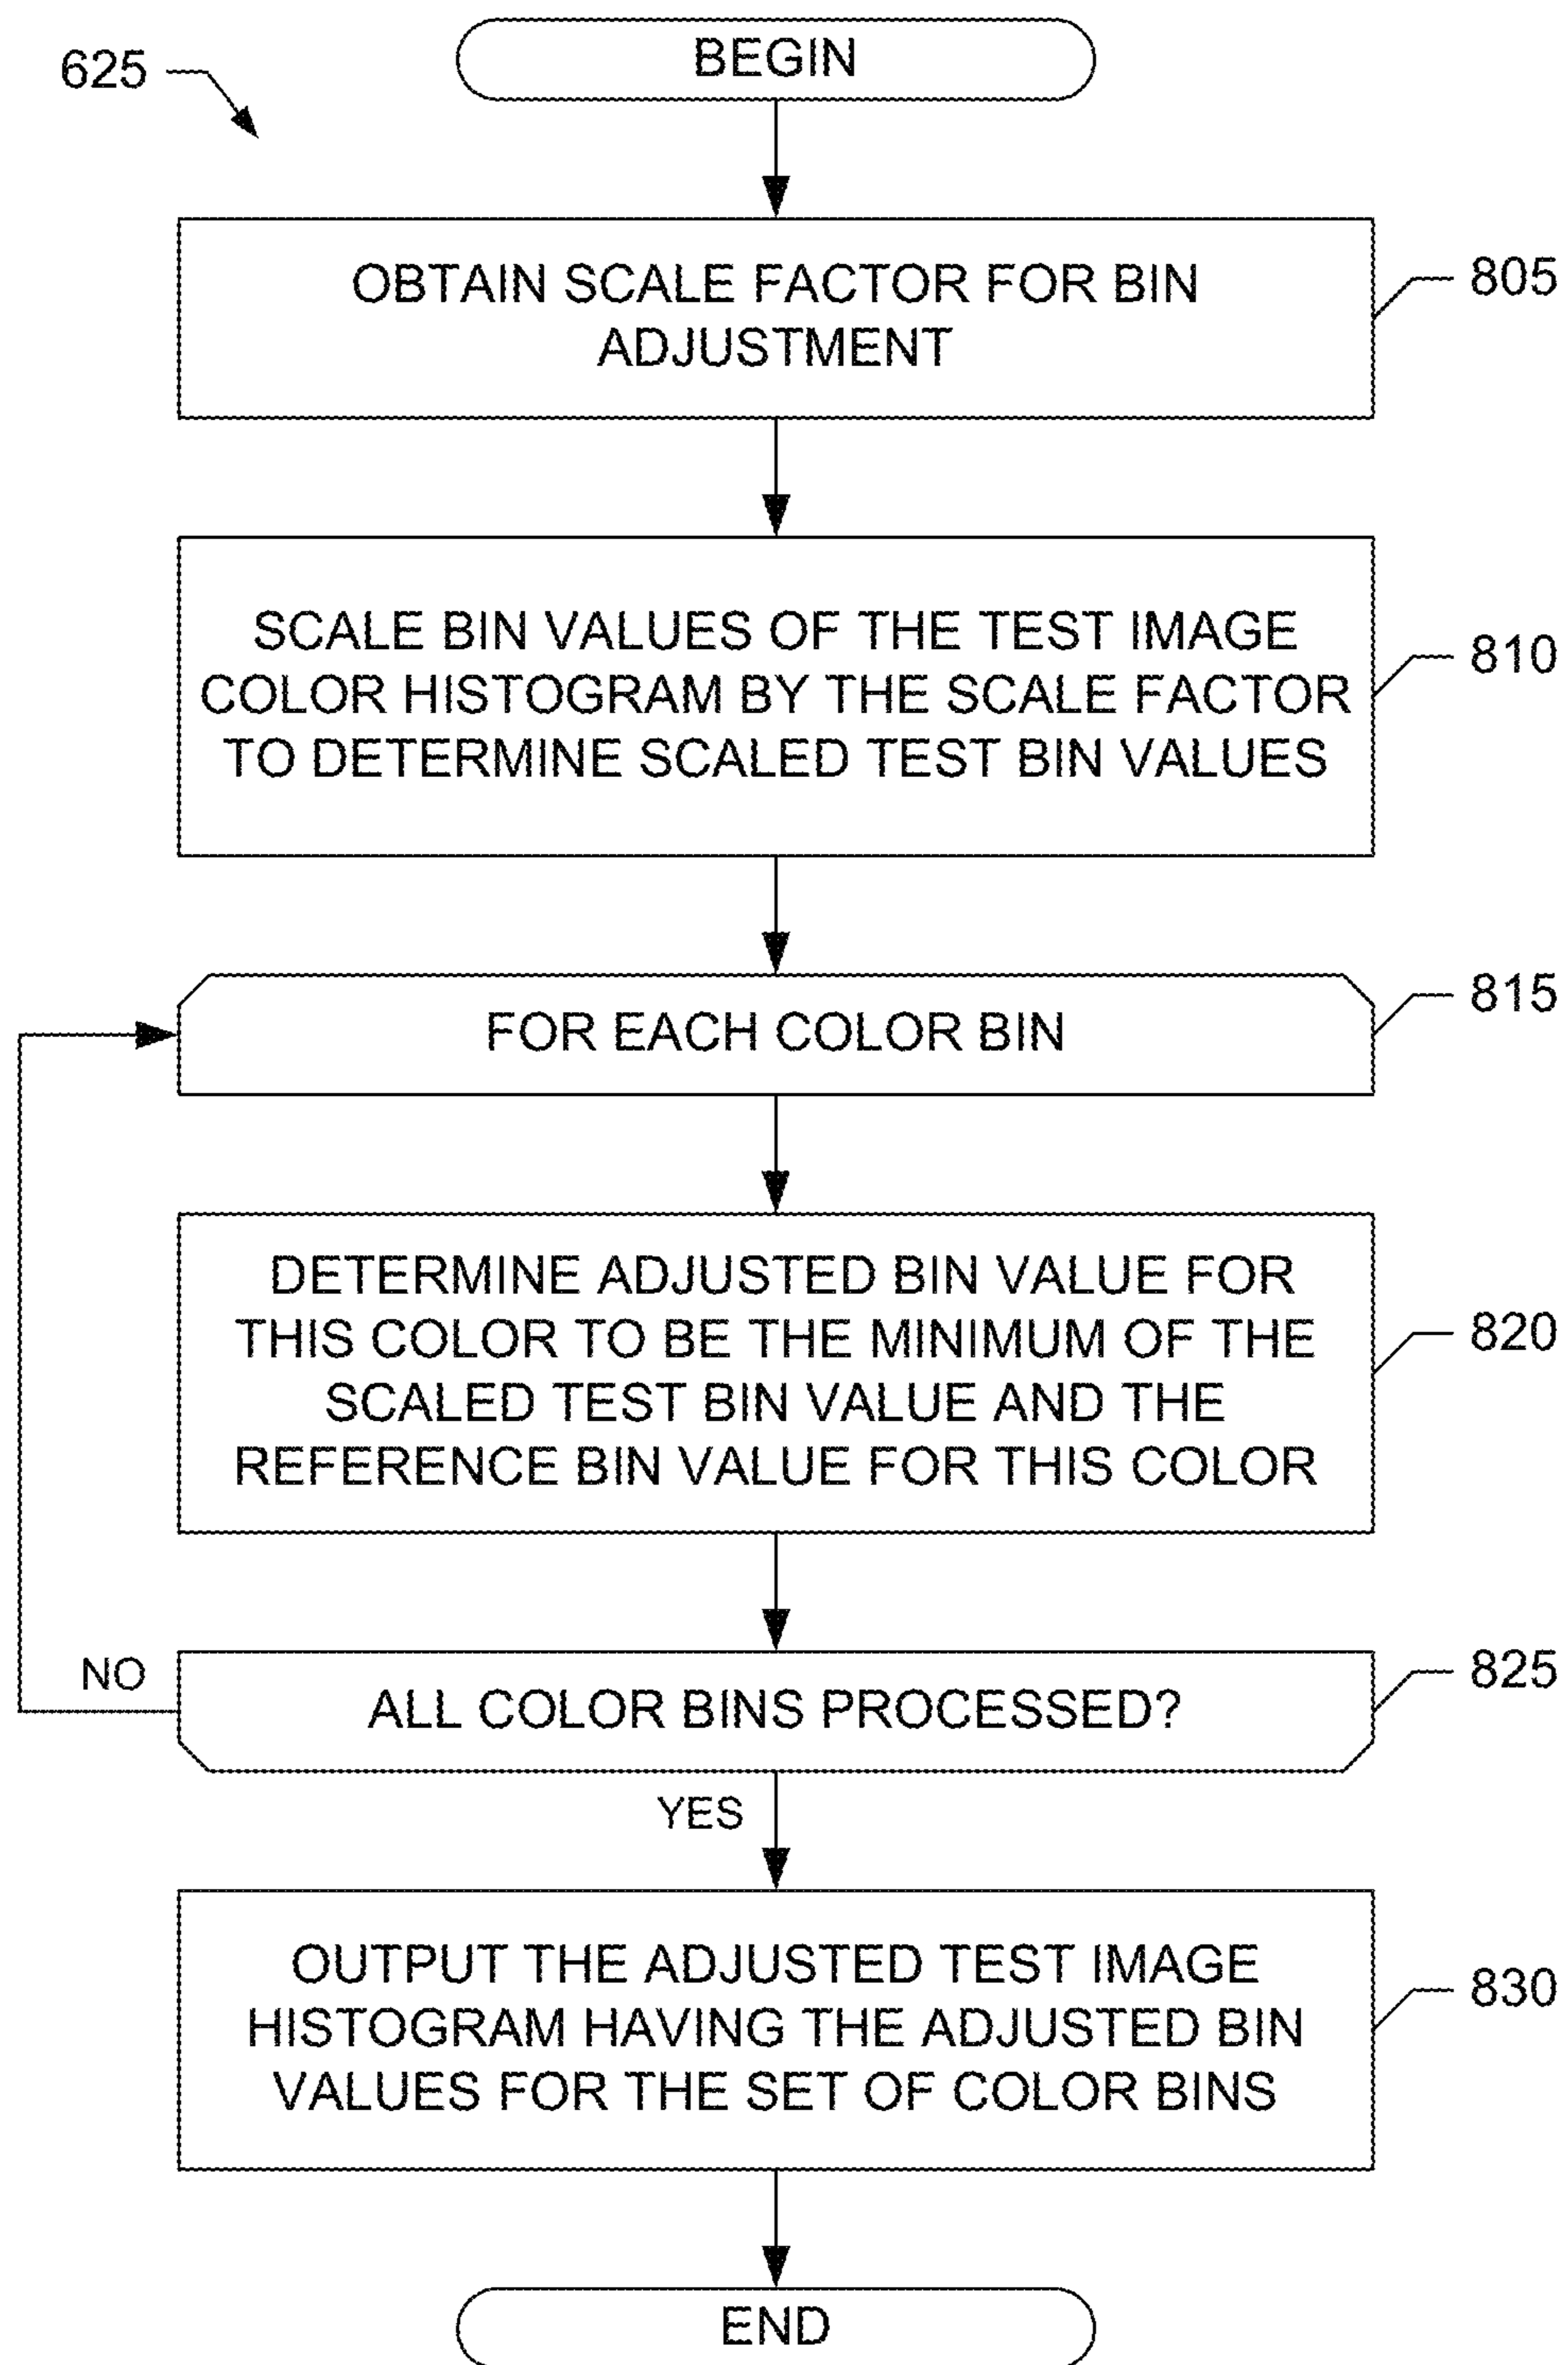 BEGIN
625
OBTAIN SCALE FACTOR FOR BIN
ADJUSTMENT
805
SCALE BIN VALUES OF THE TEST IMAGE
COLOR HISTOGRAM BY THE SCALE FACTOR
TO DETERMINE SCALED TEST BIN VALUES
810
FOR EACH COLOR BIN
815
DETERMINE ADJUSTED BIN VALUE FOR
THIS COLOR TO BE THE MINIMUM OF THE
SCALED TEST BIN VALUE AND THE
REFERENCE BIN VALUE FOR THIS COLOR
820
NO
ALL COLOR BINS PROCESSED?
825
YES
OUTPUT THE ADJUSTED TEST IMAGE
HISTOGRAM HAVING THE ADJUSTED BIN
VALUES FOR THE SET OF COLOR BINS
830
END